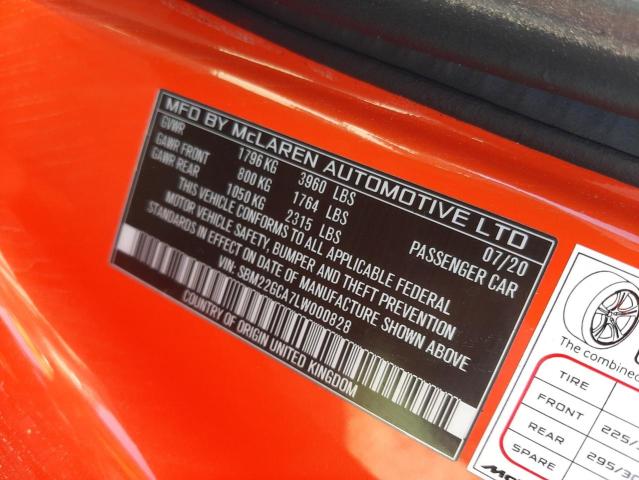 MFD BY McLAREN AUTOMOTIVE LTD
GVWR 1796 KG 3960 LBS 07/20
GAWR FRONT 800 KG 1764 LBS PASSENGER CAR
GAWR REAR 1050 KG 2315 LBS
THIS VEHICLE CONFORMS TO ALL APPLICABLE FEDERAL
MOTOR VEHICLE SAFETY, BUMPER AND THEFT PREVENTION
STANDARDS IN EFFECT ON DATE OF MANUFACTURE SHOWN ABOVE
VIN: SBM22GCA7LW000828
COUNTRY OF ORIGIN UNITED KINGDOM
The combined
TIRE
FRONT 225/
REAR 295/30
SPARE